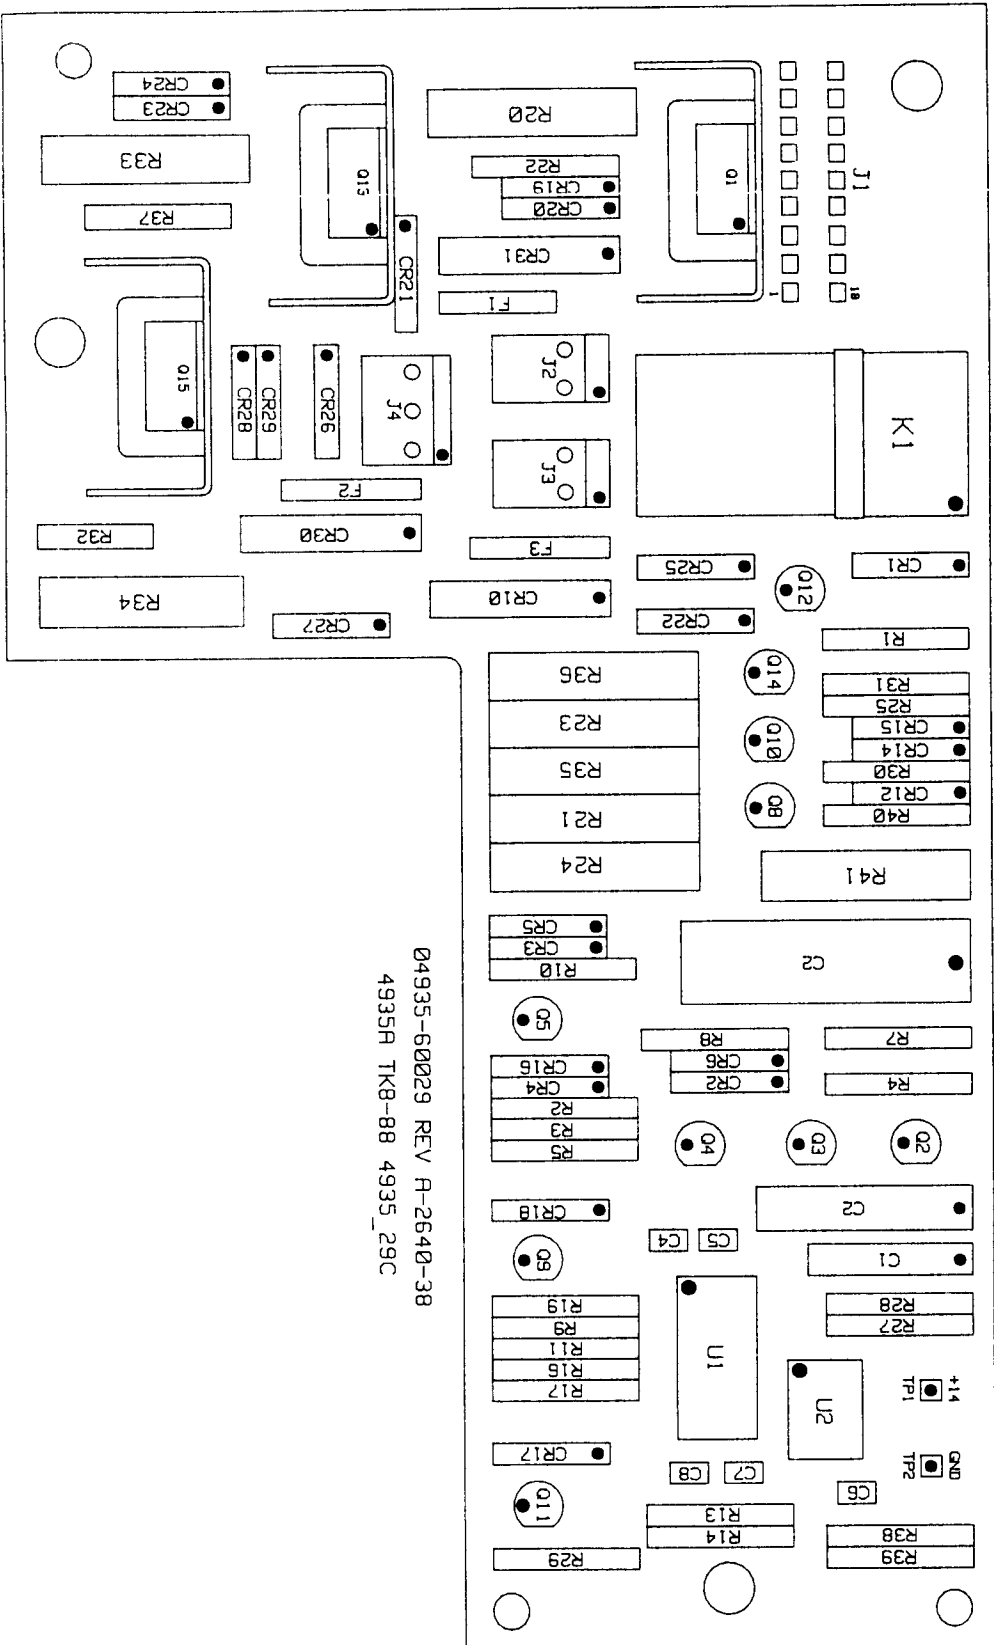 CR24
CR23
R33
R37
Q13
R20
R22
CR19
CR20
CR31
CR21
F1
Q1
J1
1
18
Q15
CR28
CR29
CR26
J4
J2
J3
K1
F2
R32
CR30
F3
R34
CR27
CR10
CR25
CR22
Q12
CR1
R1
R36
R23
R35
R21
R24
Q14
Q10
Q8
R31
R25
CR15
CR14
R30
CR12
R40
R41
CR5
CR3
R10
C2
Q5
R8
CR6
CR2
R7
R4
CR16
CR4
R2
R3
R5
Q4
Q3
Q2
CR18
C2
C4
C5
C1
Q9
R19
R9
R11
R16
R17
U1
R28
R27
U2
+14
TP1
GND
TP2
CR17
C8
C7
C6
Q11
R13
R14
R38
R39
R29
04935-60029 REV A-2640-38
4935A TK8-88 4935_29C